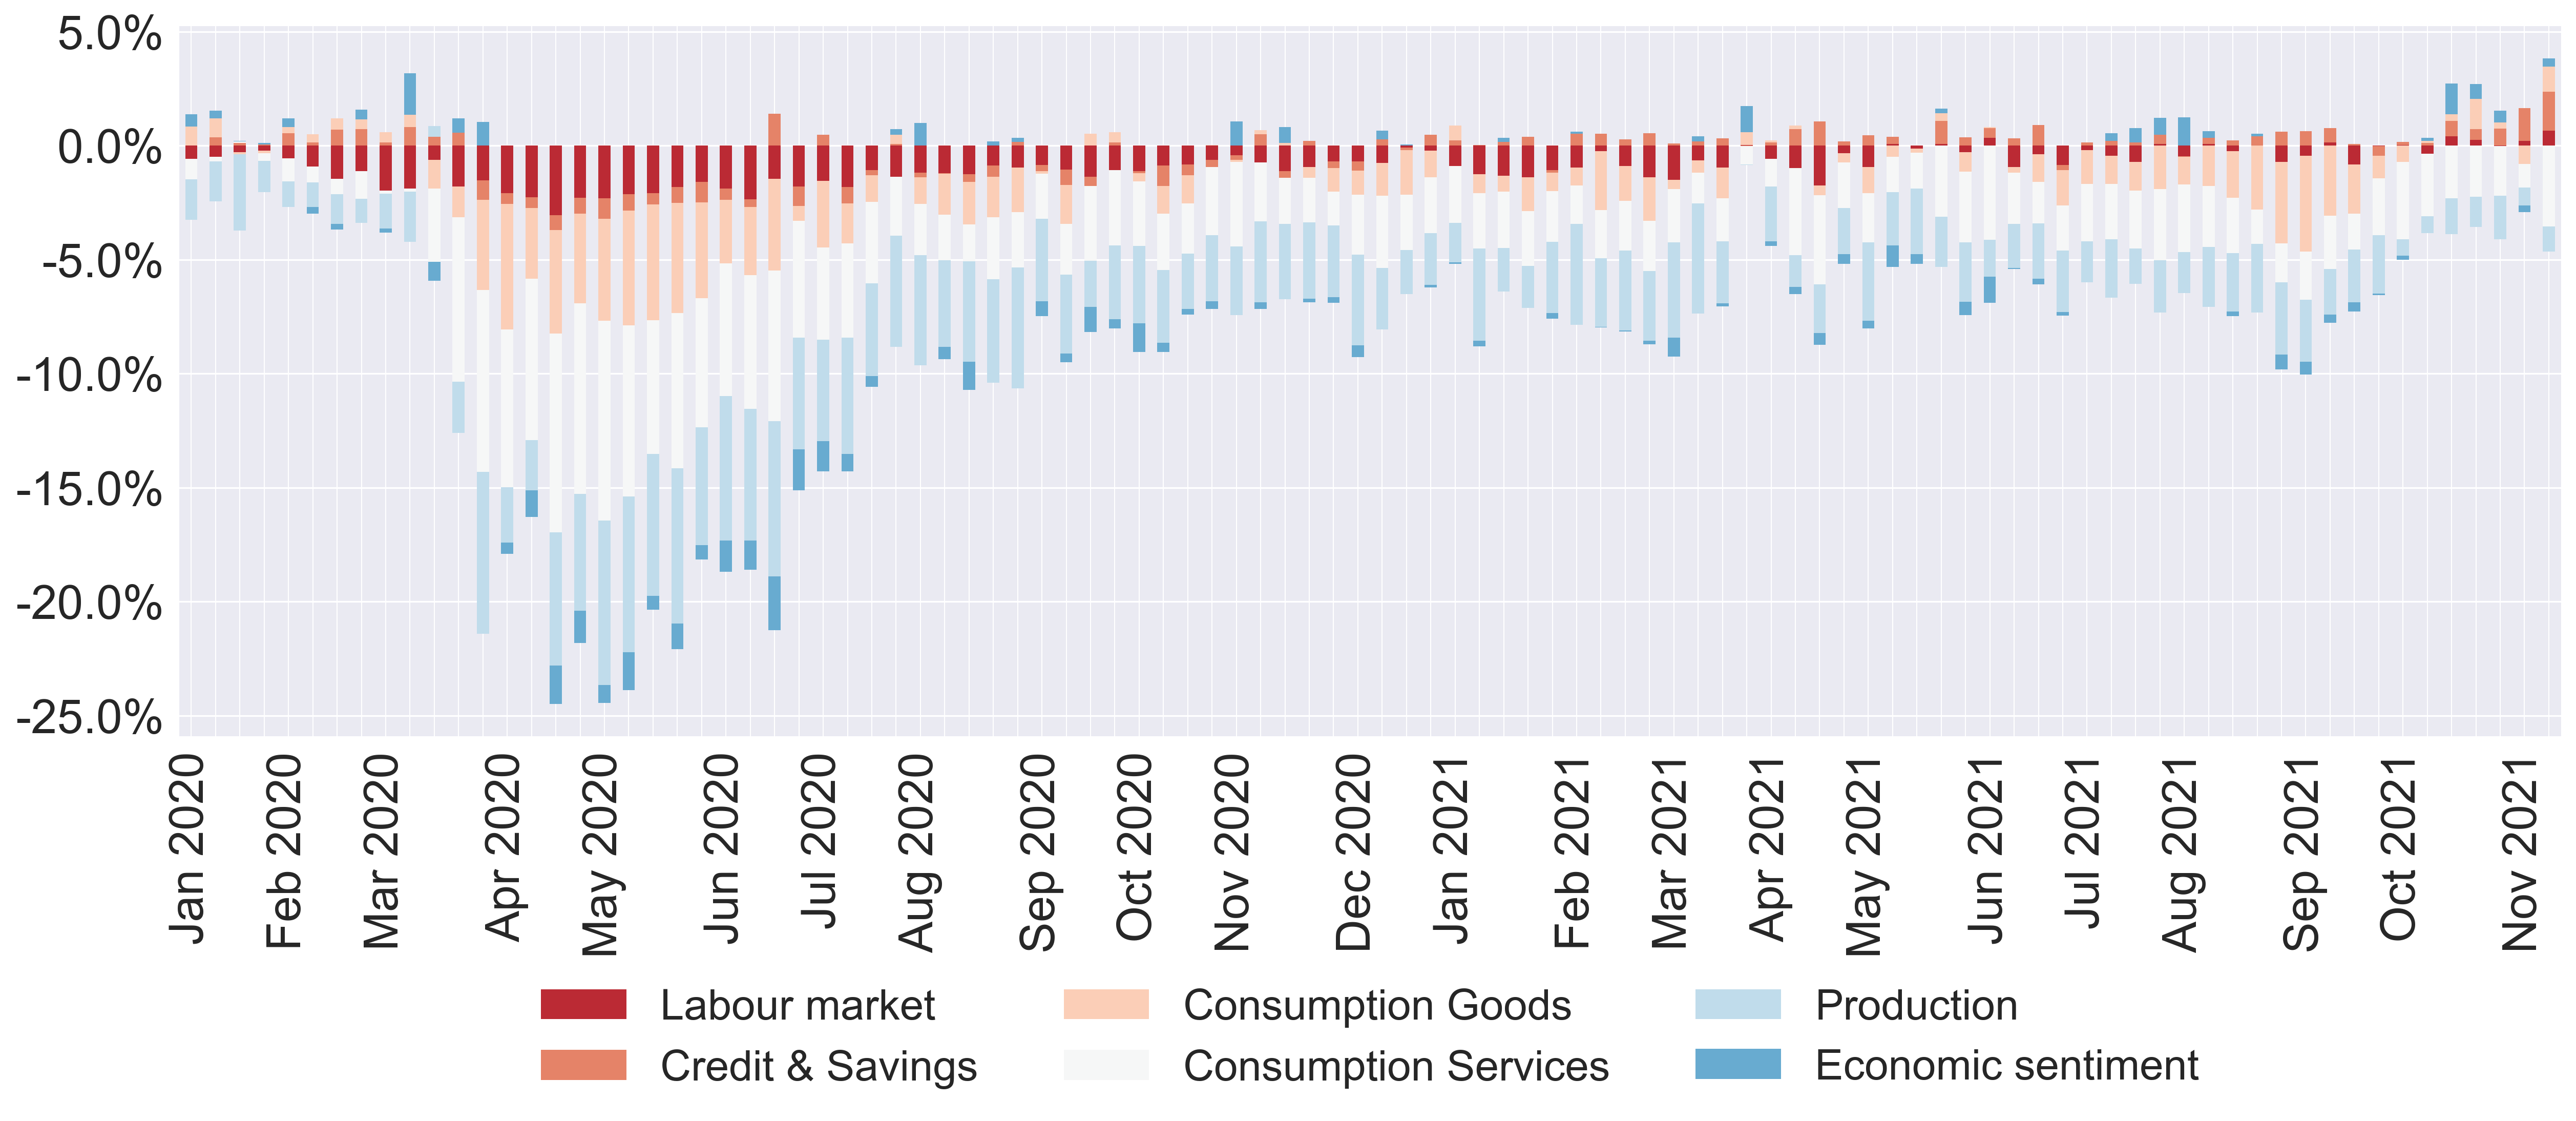 5.0%
0.0%
-5.0%
-10.0%
-15.0%
-20.0%
-25.0%
Jan 2020
Feb 2020
Mar 2020
Apr 2020
May 2020
Jun 2020
Jul 2020
Aug 2020
Sep 2020
Oct 2020
Nov 2020
Dec 2020
Jan 2021
Feb 2021
Mar 2021
Apr 2021
May 2021
Jun 2021
Jul 2021
Aug 2021
Sep 2021
Oct 2021
Nov 2021
Labour market
Consumption Goods
Production
Credit & Savings
Consumption Services
Economic sentiment